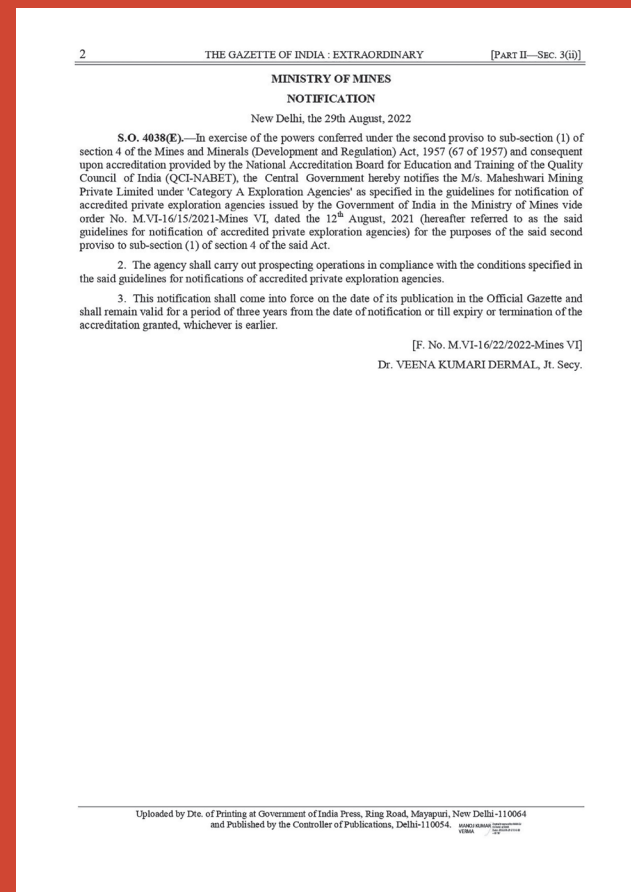 2 THE GAZETTE OF INDIA : EXTRAORDINARY [PART II—SEC. 3(ii)]
MINISTRY OF MINES
NOTIFICATION
New Delhi, the 29th August, 2022
S.O. 4038(E).—In exercise of the powers conferred under the second proviso to sub-section (1) of
section 4 of the Mines and Minerals (Development and Regulation) Act, 1957 (67 of 1957) and consequent
upon accreditation provided by the National Accreditation Board for Education and Training of the Quality
Council of India (QCI-NABET), the Central Government hereby notifies the M/s. Maheshwari Mining
Private Limited under 'Category A Exploration Agencies' as specified in the guidelines for notification of
accredited private exploration agencies issued by the Government of India in the Ministry of Mines vide
order No. M.VI-16/15/2021-Mines VI, dated the 12th August, 2021 (hereafter referred to as the said
guidelines for notification of accredited private exploration agencies) for the purposes of the said second
proviso to sub-section (1) of section 4 of the said Act.
2. The agency shall carry out prospecting operations in compliance with the conditions specified in
the said guidelines for notifications of accredited private exploration agencies.
3. This notification shall come into force on the date of its publication in the Official Gazette and
shall remain valid for a period of three years from the date of notification or till expiry or termination of the
accreditation granted, whichever is earlier.
[F. No. M.VI-16/22/2022-Mines VI]
Dr. VEENA KUMARI DERMAL, Jt. Secy.
Uploaded by Dte. of Printing at Government of India Press, Ring Road, Mayapuri, New Delhi-110064
and Published by the Controller of Publications, Delhi-110054. MANOJ KUMAR
VERMA